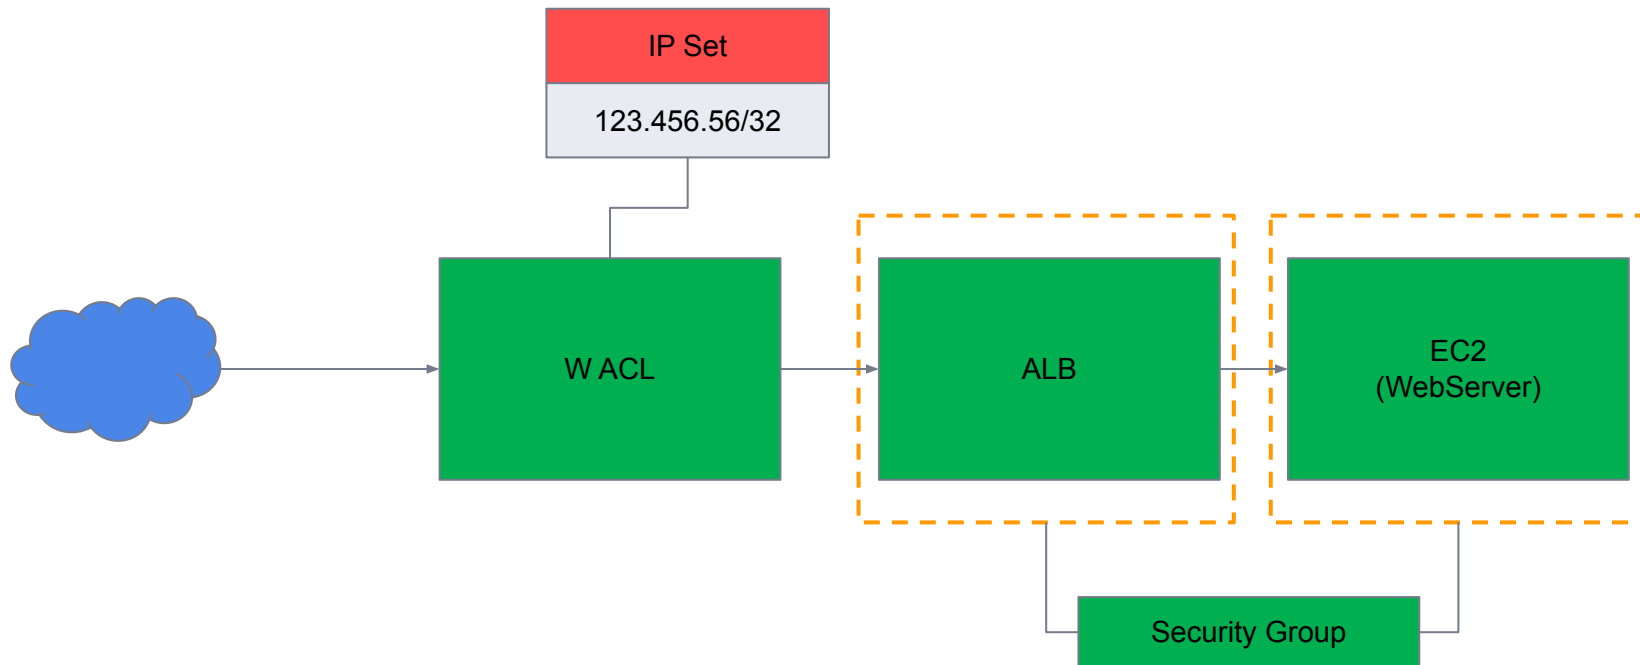 IP Set
123.456.56/32
W ACL
ALB
EC2
(WebServer)
Security Group